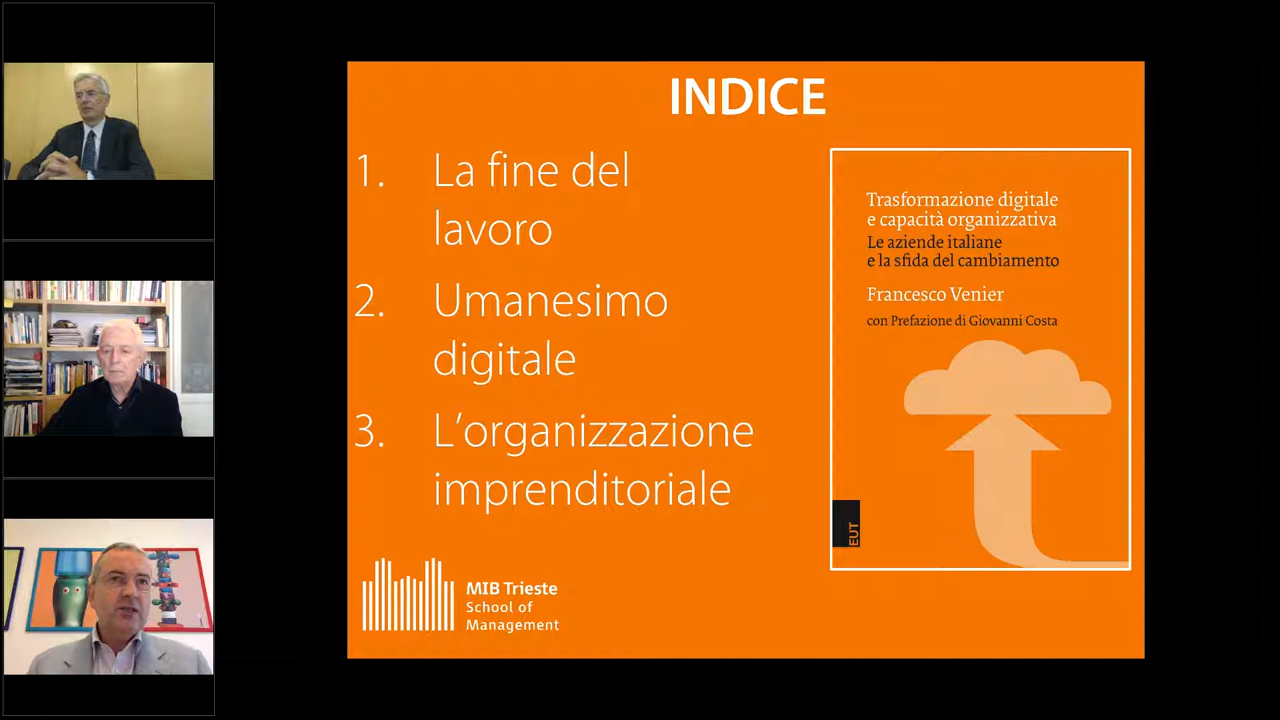 INDICE
1. La fine del
lavoro
2. Umanesimo
digitale
3. L'organizzazione
imprenditoriale
Trasformazione digitale
e capacità organizzativa
Le aziende italiane
e la sfida del cambiamento
Francesco Venier
con Prefazione di Giovanni Costa
EUT
MIB Trieste
School of
Management